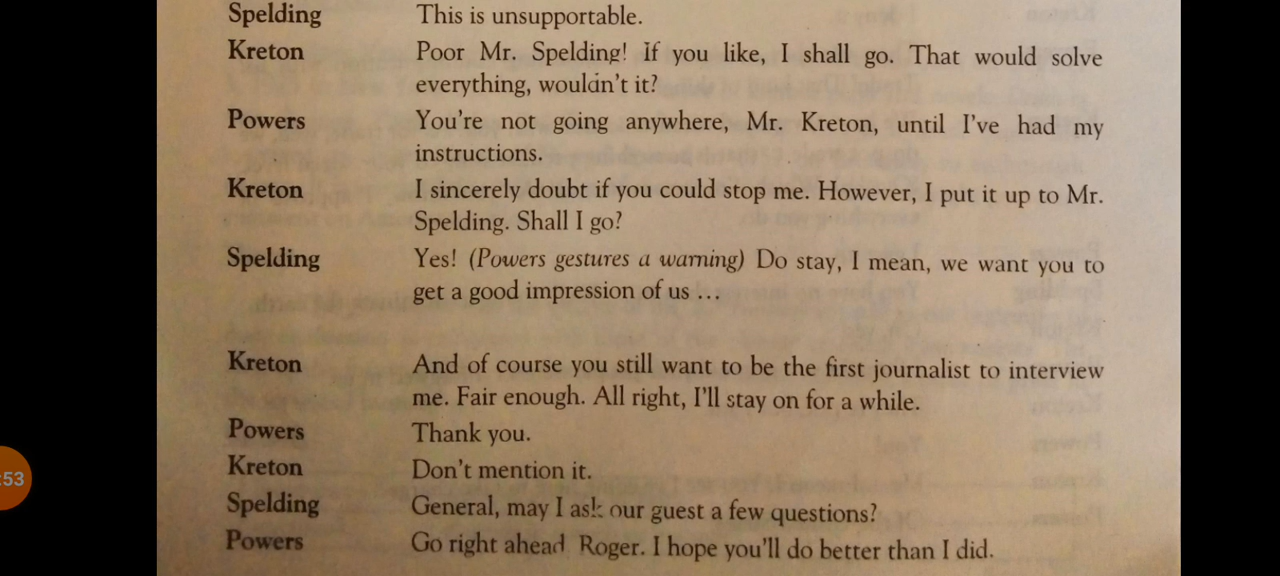 Spelding This is unsupportable.
Kreton Poor Mr. Spelding! If you like, I shall go. That would solve
everything, wouldn't it?
Powers You're not going anywhere, Mr. Kreton, until I've had my
instructions.
Kreton I sincerely doubt if you could stop me. However, I put it up to Mr.
Spelding. Shall I go?
Spelding Yes! (Powers gestures a warning) Do stay, I mean, we want you to
get a good impression of us ...
Kreton And of course you still want to be the first journalist to interview
me. Fair enough. All right, I'll stay on for a while.
Powers Thank you.
Kreton Don't mention it.
Spelding General, may I ask our guest a few questions?
Powers Go right ahead Roger. I hope you'll do better than I did.
:53